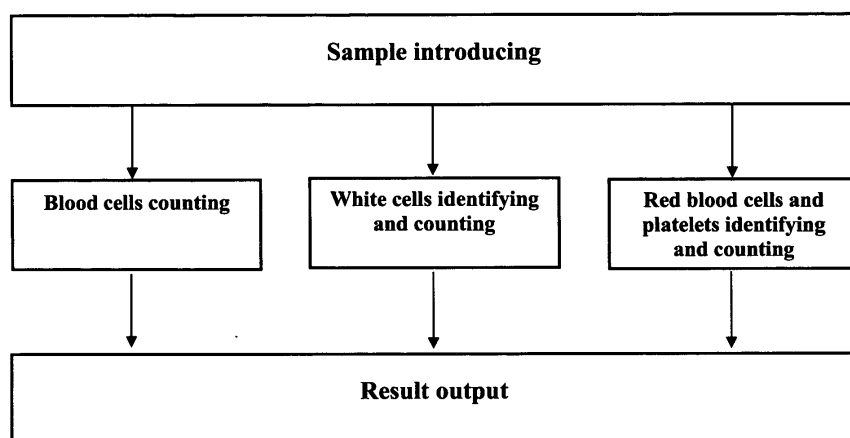 Sample introducing
Blood cells counting
White cells identifying
and counting
Red blood cells and
platelets identifying
and counting
Result output